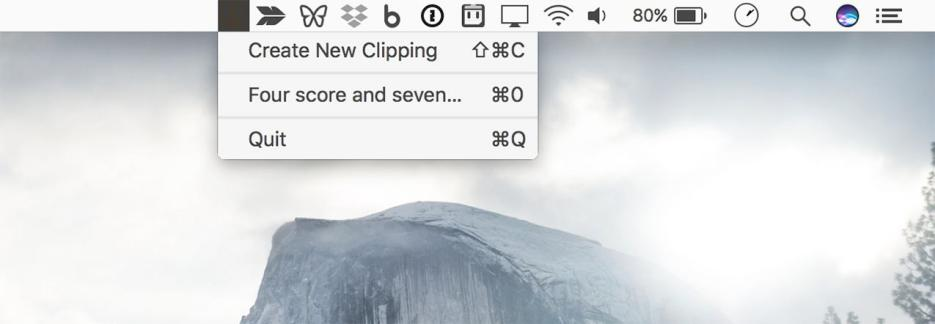 80%
Create New Clipping ⇧⌘C
Four score and seven... ⌘0
Quit ⌘Q